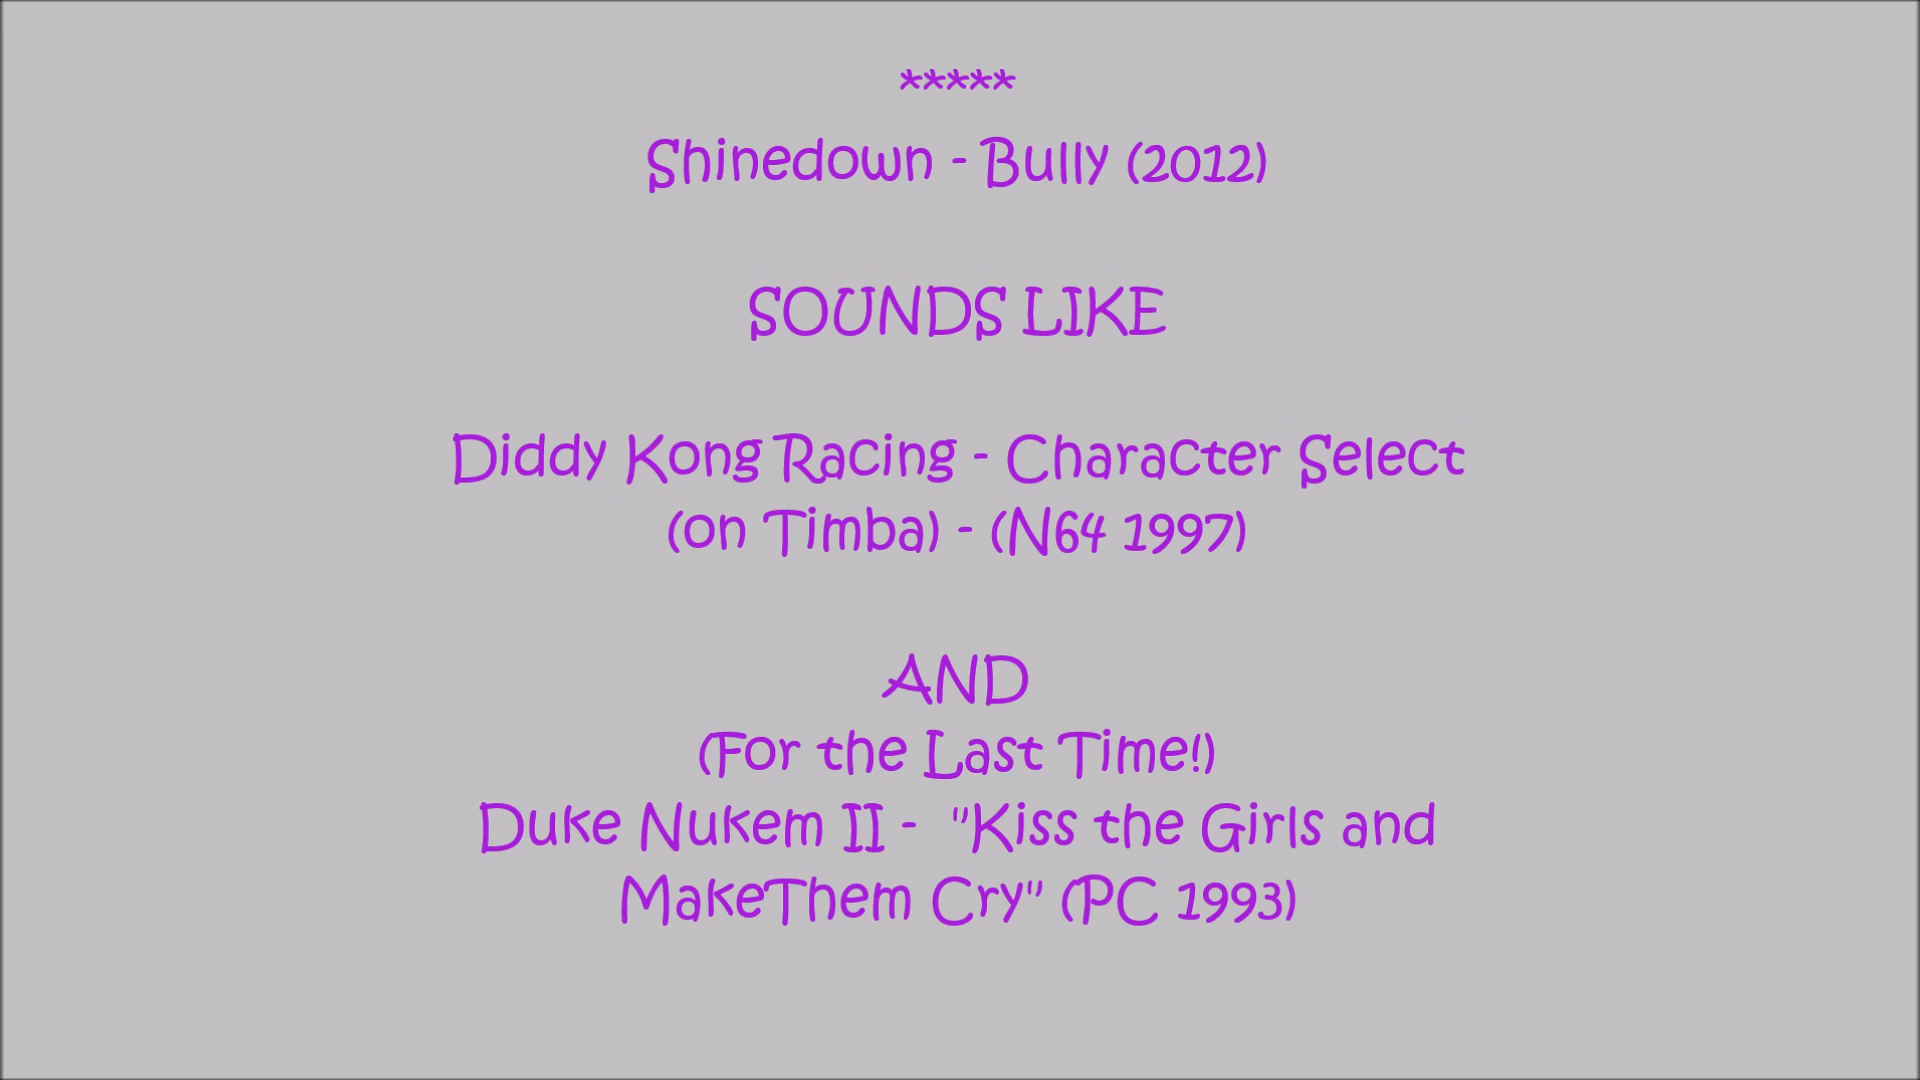 *****
Shinedown - Bully (2012)
SOUNDS LIKE
Diddy Kong Racing - Character Select
(on Timba) - (N64 1997)
AND
(For the Last Time!)
Duke Nukem II - "Kiss the Girls and
MakeThem Cry" (PC 1993)